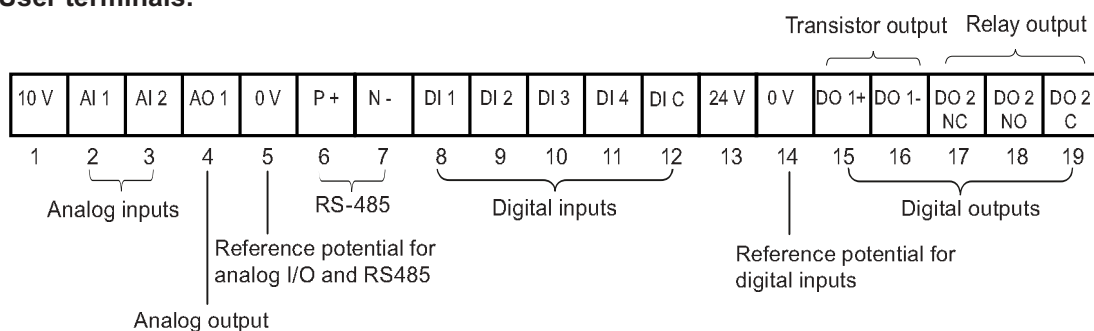 User terminals:
Transistor output Relay output
10 V AI 1 AI 2 AO 1 0 V P + N - DI 1 DI 2 DI 3 DI 4 DI C 24 V 0 V DO 1+ DO 1- DO 2 NC DO 2 NO DO 2 C
1 2 3 4 5 6 7 8 9 10 11 12 13 14 15 16 17 18 19
Analog inputs RS-485 Digital inputs Digital outputs
Reference potential for
analog I/O and RS485
Reference potential for
digital inputs
Analog output